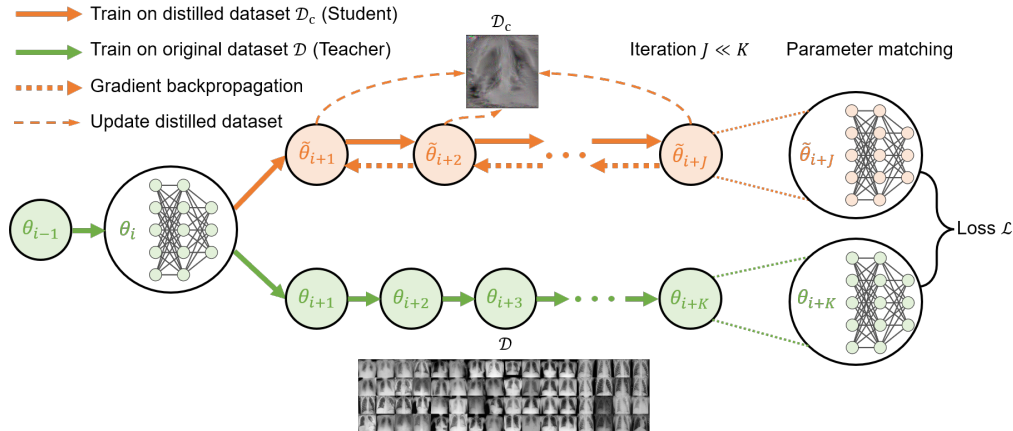 Train on distilled dataset 𝒟c (Student)
Train on original dataset 𝒟 (Teacher)
Gradient backpropagation
Update distilled dataset
𝒟c
Iteration J ≪ K
Parameter matching
θ̃i+1
θ̃i+2
θ̃i+J
θ̃i+J
θi−1
θi
Loss ℒ
θi+1
θi+2
θi+3
θi+K
θi+K
𝒟